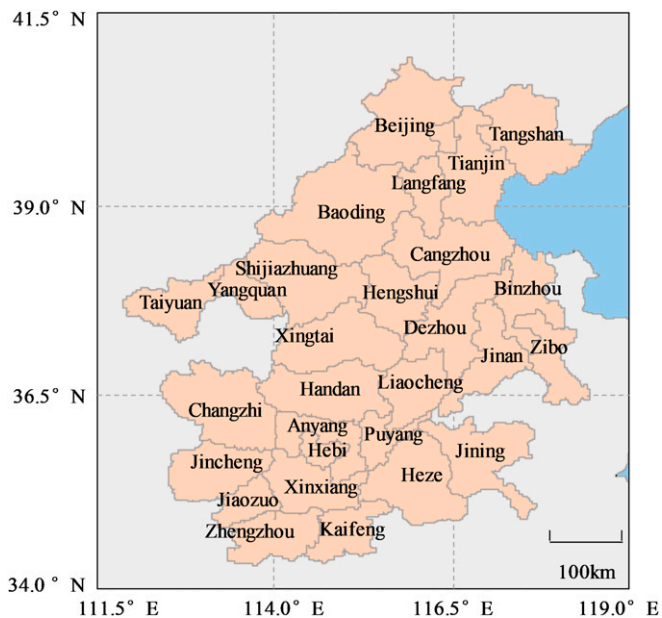 41.5° N
Beijing
Tangshan
Tianjin
Langfang
39.0° N
Baoding
Cangzhou
Shijiazhuang
Yangquan
Hengshui
Binzhou
Taiyuan
Dezhou
Xingtai
Jinan
Zibo
Liaocheng
Handan
36.5° N
Changzhi
Anyang
Puyang
Hebi
Jining
Jincheng
Heze
Xinxiang
Jiaozuo
Zhengzhou
Kaifeng
100km
34.0° N
111.5° E 114.0° E 116.5° E 119.0° E